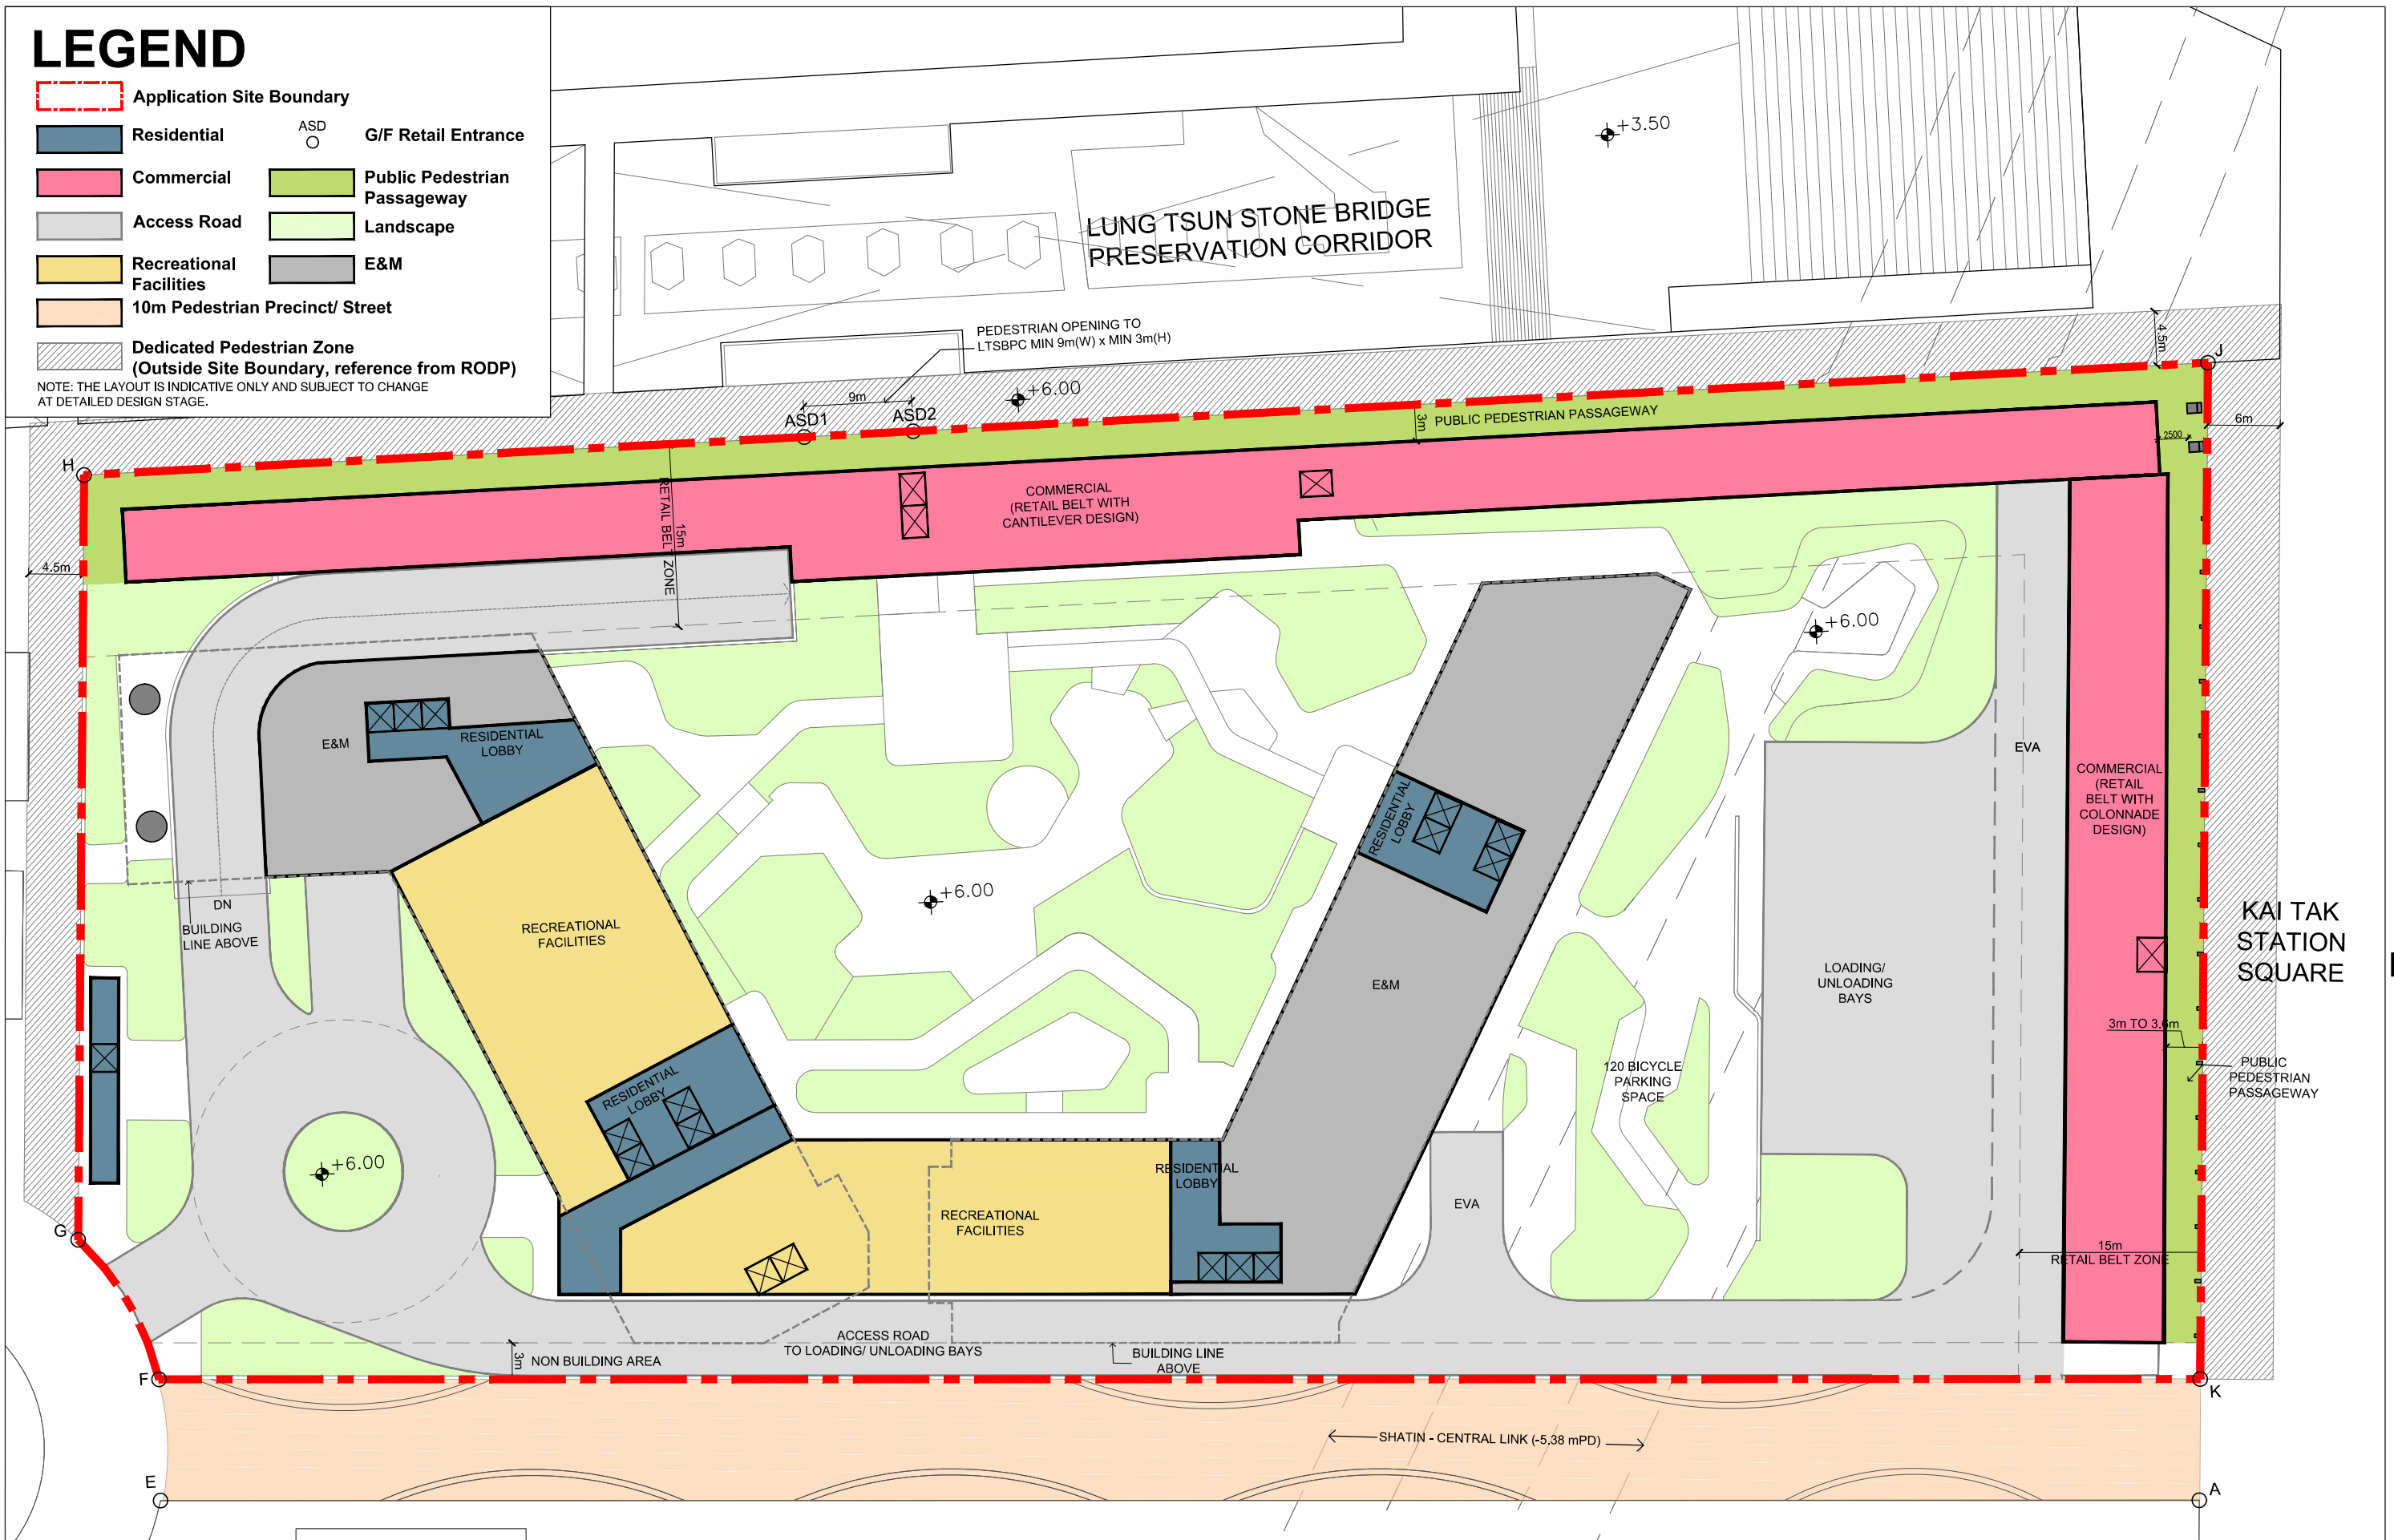 LEGEND
Application Site Boundary
Residential
ASD
G/F Retail Entrance
Commercial
Public Pedestrian
Passageway
Access Road
Landscape
Recreational
Facilities
E&M
10m Pedestrian Precinct/ Street
Dedicated Pedestrian Zone
(Outside Site Boundary, reference from RODP)
NOTE: THE LAYOUT IS INDICATIVE ONLY AND SUBJECT TO CHANGE
AT DETAILED DESIGN STAGE.
+3.50
LUNG TSUN STONE BRIDGE
PRESERVATION CORRIDOR
PEDESTRIAN OPENING TO
LTSBPC MIN 9m(W) x MIN 3m(H)
4.5m
J
+6.00
9m
ASD1
ASD2
3m
PUBLIC PEDESTRIAN PASSAGEWAY
6m
2500
H
COMMERCIAL
(RETAIL BELT WITH
CANTILEVER DESIGN)
15m
RETAIL BELT ZONE
4.5m
+6.00
E&M
RESIDENTIAL
LOBBY
EVA
COMMERCIAL
(RETAIL
BELT WITH
COLONNADE
DESIGN)
RESIDENTIAL
LOBBY
+6.00
DN
BUILDING
LINE ABOVE
RECREATIONAL
FACILITIES
KAI TAK
STATION
SQUARE
E&M
LOADING/
UNLOADING
BAYS
3m TO 3.6m
120 BICYCLE
PARKING
SPACE
PUBLIC
PEDESTRIAN
PASSAGEWAY
RESIDENTIAL
LOBBY
+6.00
RESIDENTIAL
LOBBY
EVA
RECREATIONAL
FACILITIES
G
15m
RETAIL BELT ZONE
ACCESS ROAD
TO LOADING/ UNLOADING BAYS
3m
NON BUILDING AREA
BUILDING LINE
ABOVE
F
K
SHATIN - CENTRAL LINK (-5.38 mPD)
E
A